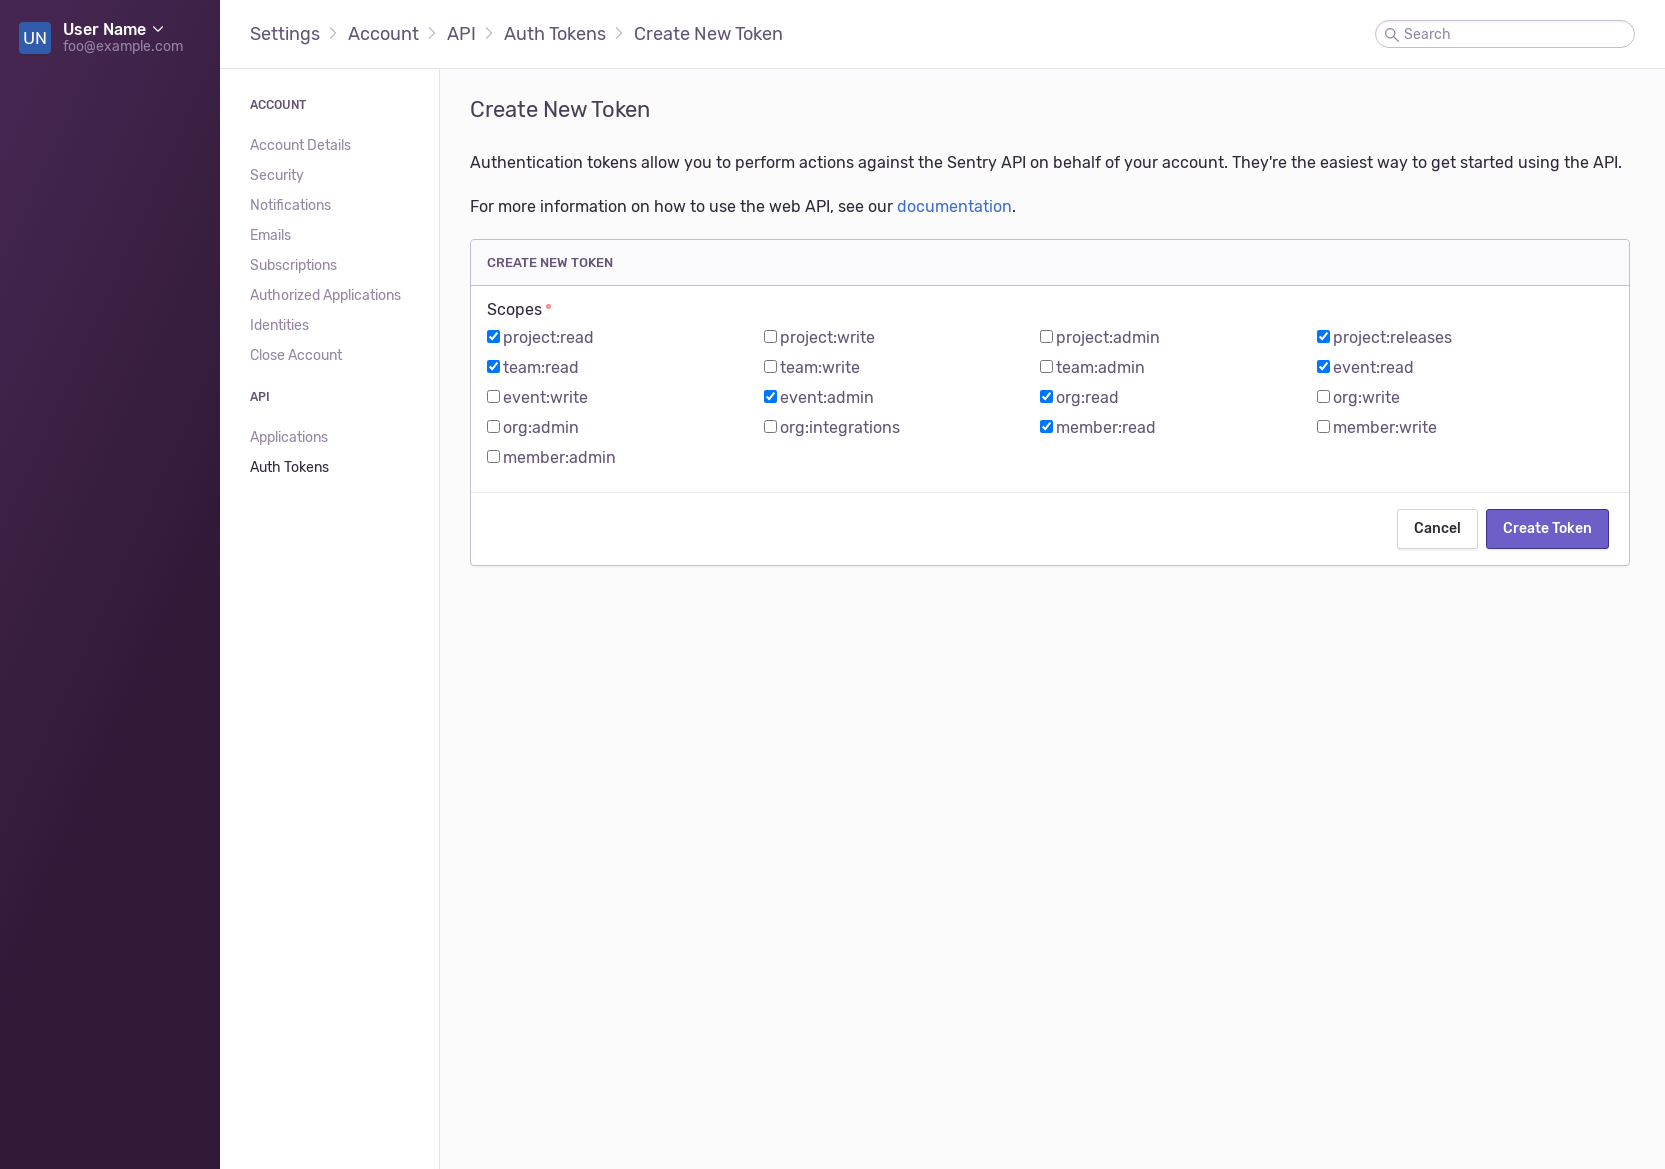 UN
User Name
foo@example.com
Settings
Account
API
Auth Tokens
Create New Token
Search
ACCOUNT
Account Details
Security
Notifications
Emails
Subscriptions
Authorized Applications
Identities
Close Account
API
Applications
Auth Tokens
Create New Token
Authentication tokens allow you to perform actions against the Sentry API on behalf of your account. They're the easiest way to get started using the API.
For more information on how to use the web API, see our documentation.
CREATE NEW TOKEN
Scopes
project:read project:write project:admin project:releases
team:read team:write team:admin event:read
event:write event:admin org:read org:write
org:admin org:integrations member:read member:write
member:admin
Cancel Create Token